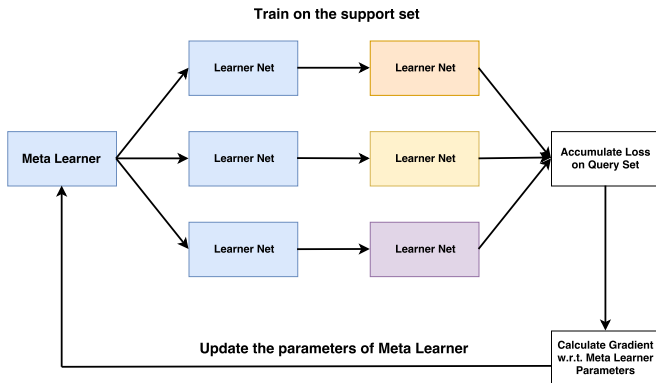 Train on the support set
Learner Net
Learner Net
Meta Learner
Learner Net
Learner Net
Accumulate Loss
on Query Set
Learner Net
Learner Net
Update the parameters of Meta Learner
Calculate Gradient
w.r.t. Meta Learner
Parameters